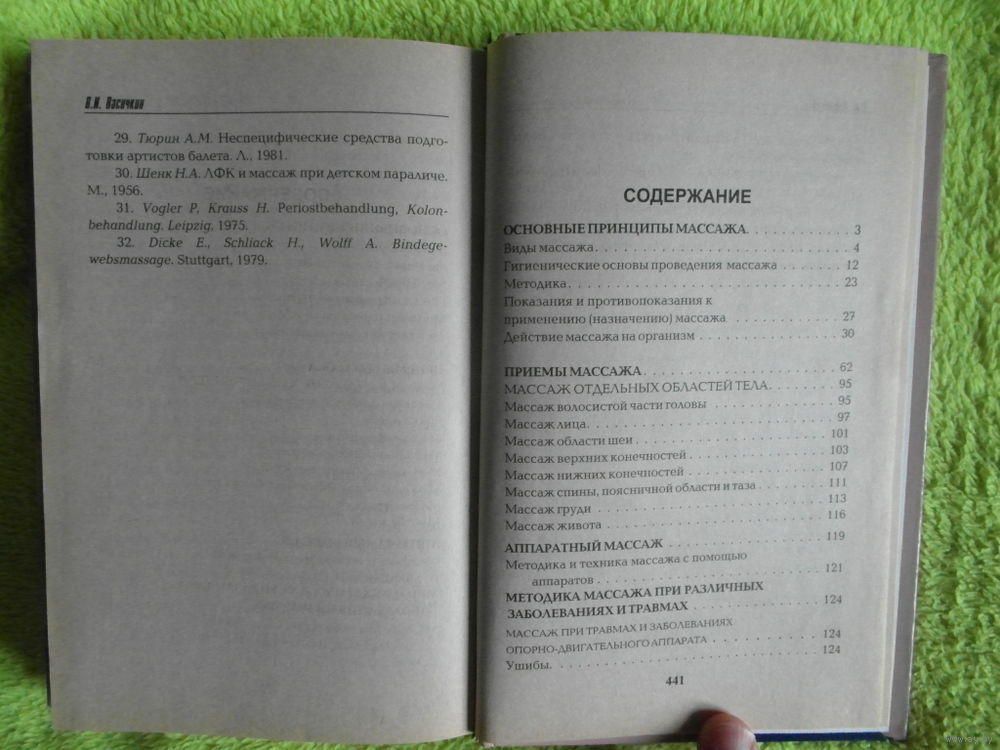 В.И. Васичкин
29. Тюрин А.М. Неспецифические средства подго-
товки артистов балета. Л., 1981.
30. Шенк Н.А. ЛФК и массаж при детском параличе.
М., 1956.
31. Vogler P, Krauss H. Periostbehandlung, Kolon-
behandlung. Leipzig, 1975.
32. Dicke E., Schliack H., Wolff A. Bindege-
websmassage. Stuttgart, 1979.
СОДЕРЖАНИЕ
ОСНОВНЫЕ ПРИНЦИПЫ МАССАЖА. . . . . . . . . . . 3
Виды массажа. . . . . . . . . . . . . . . . . . . . . . . . . 4
Гигиенические основы проведения массажа . . . . . . . 12
Методика. . . . . . . . . . . . . . . . . . . . . . . . . . . 23
Показания и противопоказания к
применению (назначению) массажа . . . . . . . . . . . 27
Действие массажа на организм . . . . . . . . . . . . . . 30
ПРИЕМЫ МАССАЖА. . . . . . . . . . . . . . . . . . . . 62
МАССАЖ ОТДЕЛЬНЫХ ОБЛАСТЕЙ ТЕЛА. . . . . . . . 95
Массаж волосистой части головы . . . . . . . . . . . . 95
Массаж лица. . . . . . . . . . . . . . . . . . . . . . . . . 97
Массаж области шеи . . . . . . . . . . . . . . . . . . . 101
Массаж верхних конечностей . . . . . . . . . . . . . . 103
Массаж нижних конечностей . . . . . . . . . . . . . . 107
Массаж спины, поясничной области и таза . . . . . . . 111
Массаж груди . . . . . . . . . . . . . . . . . . . . . . . 113
Массаж живота . . . . . . . . . . . . . . . . . . . . . . 116
АППАРАТНЫЙ МАССАЖ . . . . . . . . . . . . . . . . . 119
Методика и техника массажа с помощью
аппаратов . . . . . . . . . . . . . . . . . . . . . . . 121
МЕТОДИКА МАССАЖА ПРИ РАЗЛИЧНЫХ
ЗАБОЛЕВАНИЯХ И ТРАВМАХ . . . . . . . . . . . . . . 124
МАССАЖ ПРИ ТРАВМАХ И ЗАБОЛЕВАНИЯХ
ОПОРНО-ДВИГАТЕЛЬНОГО АППАРАТА . . . . . . . . . 124
Ушибы. . . . . . . . . . . . . . . . . . . . . . . . . . . . 124
441